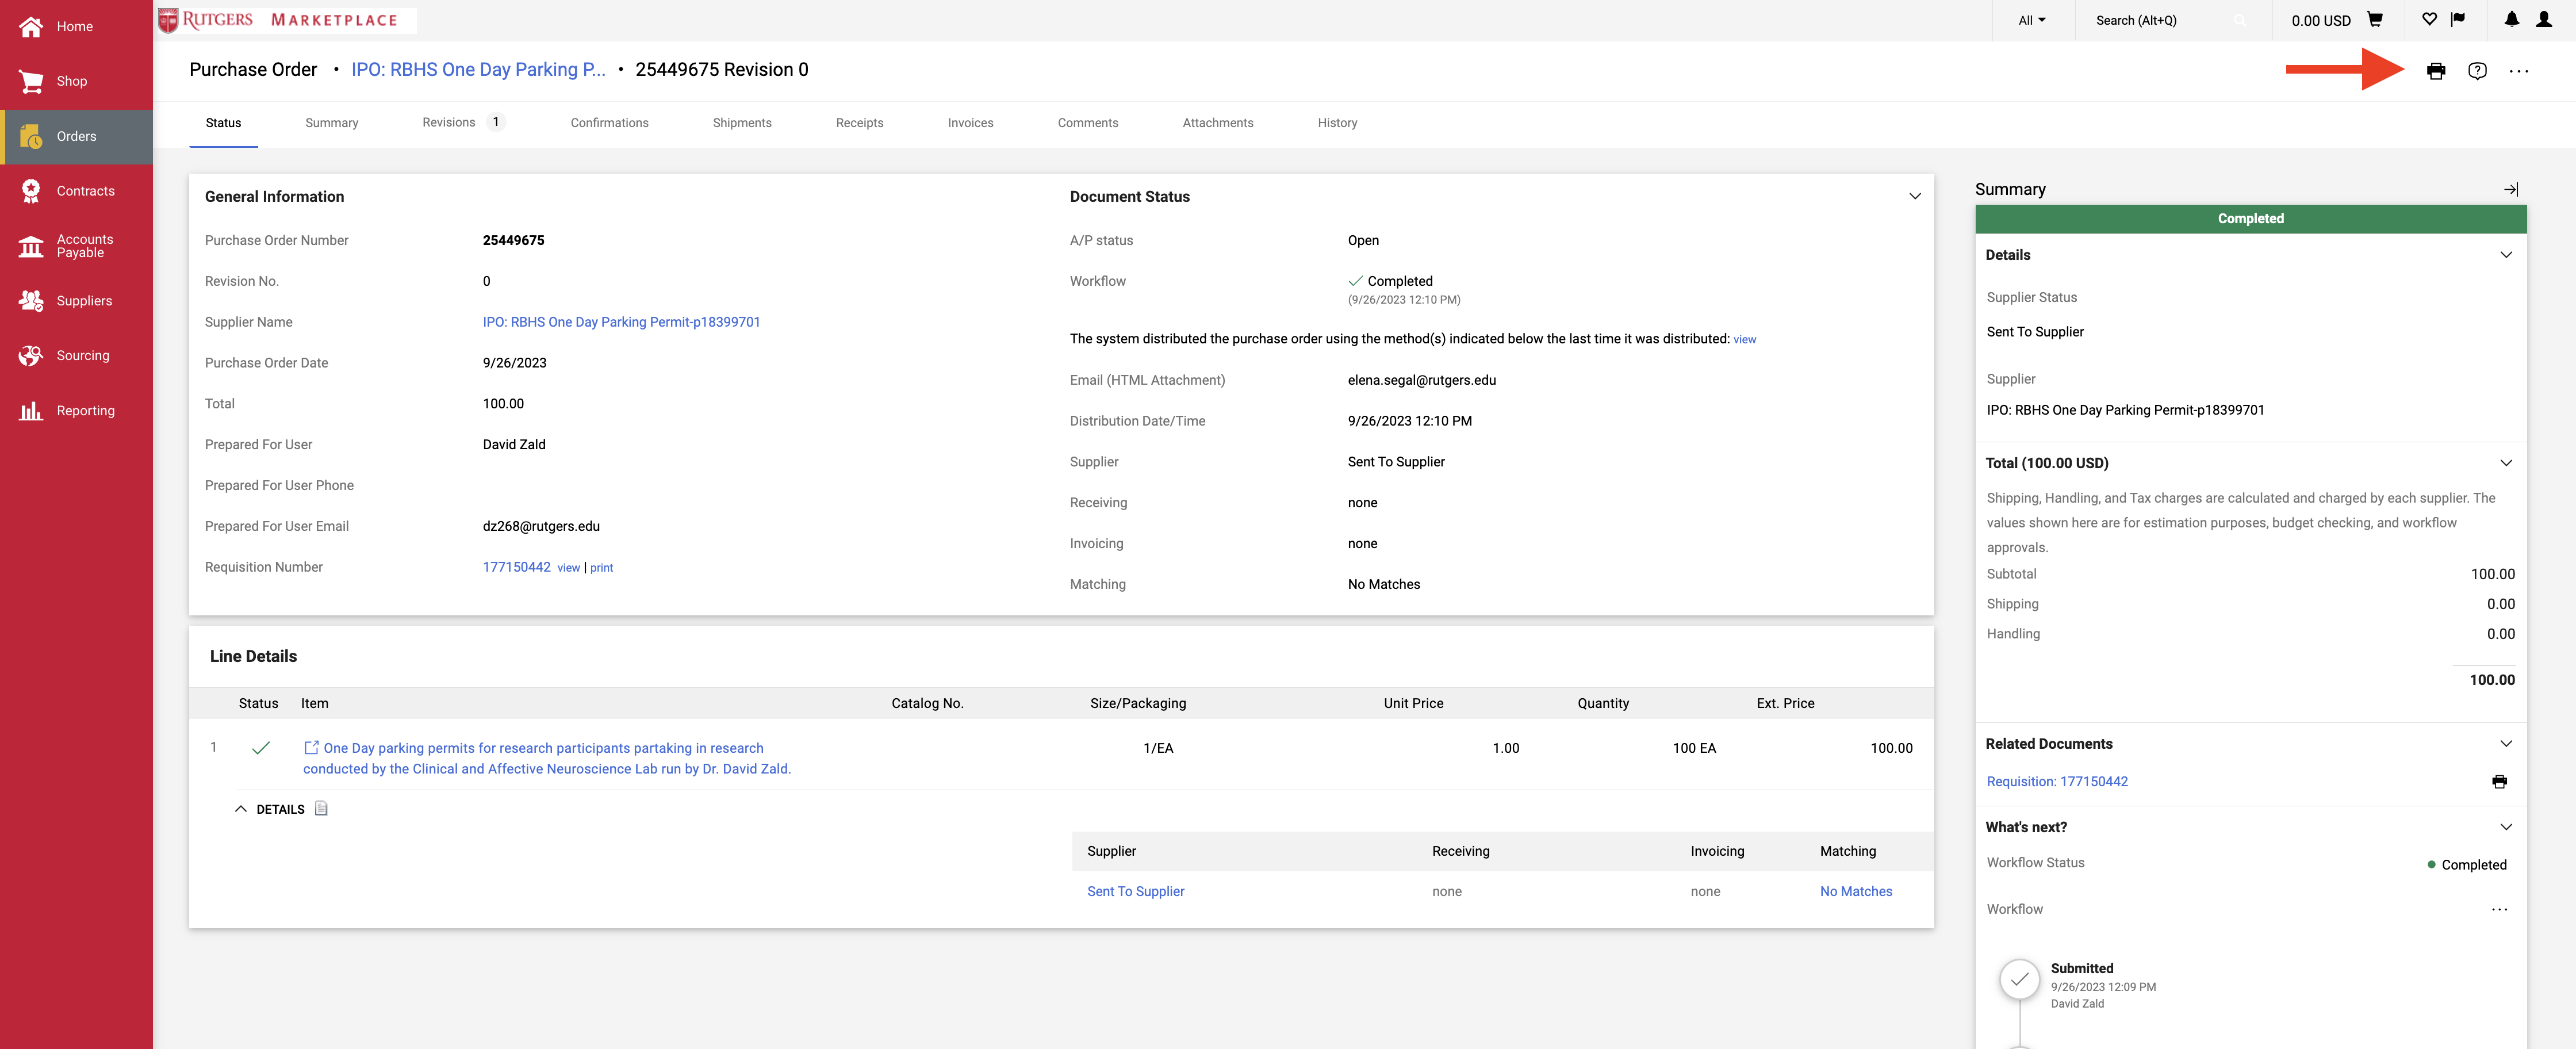 Home
Shop
Orders
Contracts
Accounts
Payable
Suppliers
Sourcing
Reporting
RUTGERS MARKETPLACE
All
Search (Alt+Q)
0.00 USD
Purchase Order • IPO: RBHS One Day Parking P... • 25449675 Revision 0
Status Summary Revisions 1 Confirmations Shipments Receipts Invoices Comments Attachments History
General Information
Purchase Order Number 25449675
Revision No. 0
Supplier Name IPO: RBHS One Day Parking Permit-p18399701
Purchase Order Date 9/26/2023
Total 100.00
Prepared For User David Zald
Prepared For User Phone
Prepared For User Email dz268@rutgers.edu
Requisition Number 177150442 view | print
Document Status
A/P status Open
Workflow Completed
(9/26/2023 12:10 PM)
The system distributed the purchase order using the method(s) indicated below the last time it was distributed: view
Email (HTML Attachment) elena.segal@rutgers.edu
Distribution Date/Time 9/26/2023 12:10 PM
Supplier Sent To Supplier
Receiving none
Invoicing none
Matching No Matches
Line Details
Status Item Catalog No. Size/Packaging Unit Price Quantity Ext. Price
1 One Day parking permits for research participants partaking in research 1/EA 1.00 100 EA 100.00
conducted by the Clinical and Affective Neuroscience Lab run by Dr. David Zald.
DETAILS
Supplier Receiving Invoicing Matching
Sent To Supplier none none No Matches
Summary
Completed
Details
Supplier Status
Sent To Supplier
Supplier
IPO: RBHS One Day Parking Permit-p18399701
Total (100.00 USD)
Shipping, Handling, and Tax charges are calculated and charged by each supplier. The
values shown here are for estimation purposes, budget checking, and workflow
approvals.
Subtotal 100.00
Shipping 0.00
Handling 0.00
100.00
Related Documents
Requisition: 177150442
What's next?
Workflow Status Completed
Workflow
Submitted
9/26/2023 12:09 PM
David Zald